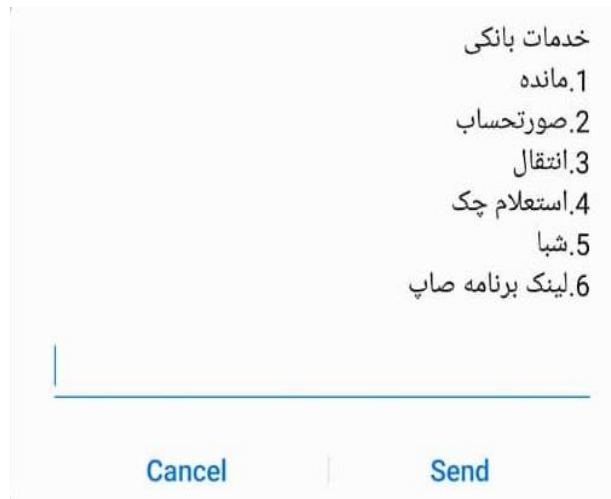 خدمات بانکی
1.مانده
2.صورتحساب
3.انتقال
4.استعلام چک
5.شبا
6.لینک برنامه صاپ
Cancel
Send